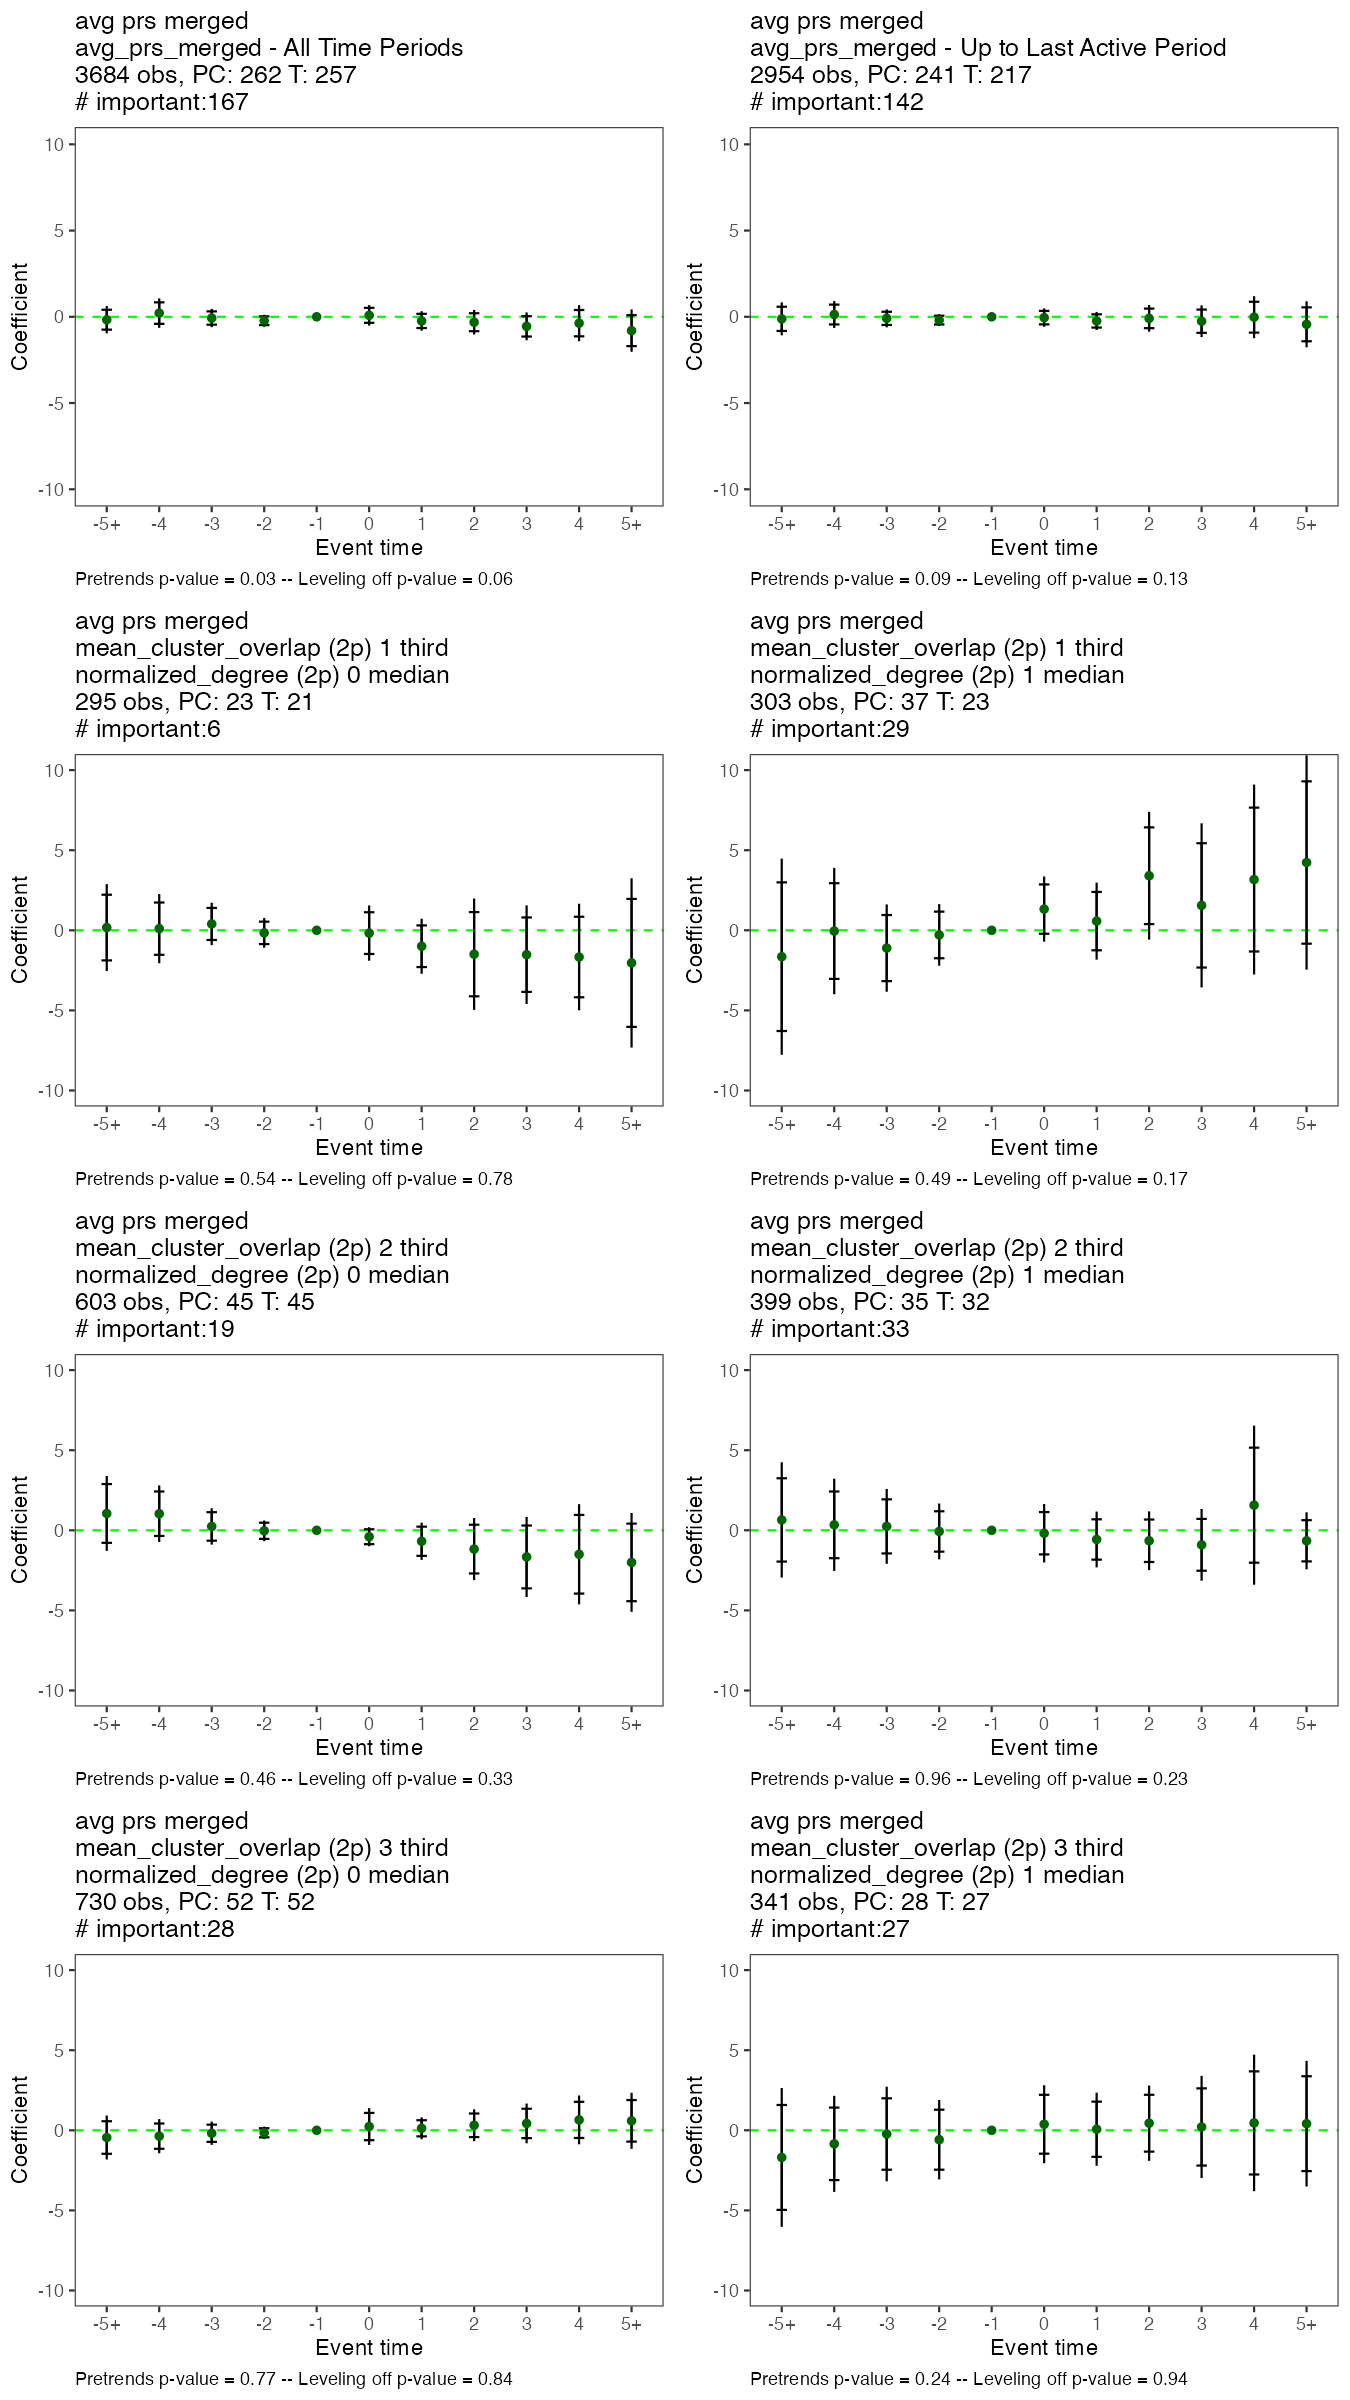 avg prs merged
avg_prs_merged - All Time Periods
3684 obs, PC: 262 T: 257
# important:167
10
5
0
-5
-10
Coefficient
-5+ -4 -3 -2 -1 0 1 2 3 4 5+
Event time
Pretrends p-value = 0.03 -- Leveling off p-value = 0.06
avg prs merged
avg_prs_merged - Up to Last Active Period
2954 obs, PC: 241 T: 217
# important:142
10
5
0
-5
-10
Coefficient
-5+ -4 -3 -2 -1 0 1 2 3 4 5+
Event time
Pretrends p-value = 0.09 -- Leveling off p-value = 0.13
avg prs merged
mean_cluster_overlap (2p) 1 third
normalized_degree (2p) 0 median
295 obs, PC: 23 T: 21
# important:6
10
5
0
-5
-10
Coefficient
-5+ -4 -3 -2 -1 0 1 2 3 4 5+
Event time
Pretrends p-value = 0.54 -- Leveling off p-value = 0.78
avg prs merged
mean_cluster_overlap (2p) 1 third
normalized_degree (2p) 1 median
303 obs, PC: 37 T: 23
# important:29
10
5
0
-5
-10
Coefficient
-5+ -4 -3 -2 -1 0 1 2 3 4 5+
Event time
Pretrends p-value = 0.49 -- Leveling off p-value = 0.17
avg prs merged
mean_cluster_overlap (2p) 2 third
normalized_degree (2p) 0 median
603 obs, PC: 45 T: 45
# important:19
10
5
0
-5
-10
Coefficient
-5+ -4 -3 -2 -1 0 1 2 3 4 5+
Event time
Pretrends p-value = 0.46 -- Leveling off p-value = 0.33
avg prs merged
mean_cluster_overlap (2p) 2 third
normalized_degree (2p) 1 median
399 obs, PC: 35 T: 32
# important:33
10
5
0
-5
-10
Coefficient
-5+ -4 -3 -2 -1 0 1 2 3 4 5+
Event time
Pretrends p-value = 0.96 -- Leveling off p-value = 0.23
avg prs merged
mean_cluster_overlap (2p) 3 third
normalized_degree (2p) 0 median
730 obs, PC: 52 T: 52
# important:28
10
5
0
-5
-10
Coefficient
-5+ -4 -3 -2 -1 0 1 2 3 4 5+
Event time
Pretrends p-value = 0.77 -- Leveling off p-value = 0.84
avg prs merged
mean_cluster_overlap (2p) 3 third
normalized_degree (2p) 1 median
341 obs, PC: 28 T: 27
# important:27
10
5
0
-5
-10
Coefficient
-5+ -4 -3 -2 -1 0 1 2 3 4 5+
Event time
Pretrends p-value = 0.24 -- Leveling off p-value = 0.94